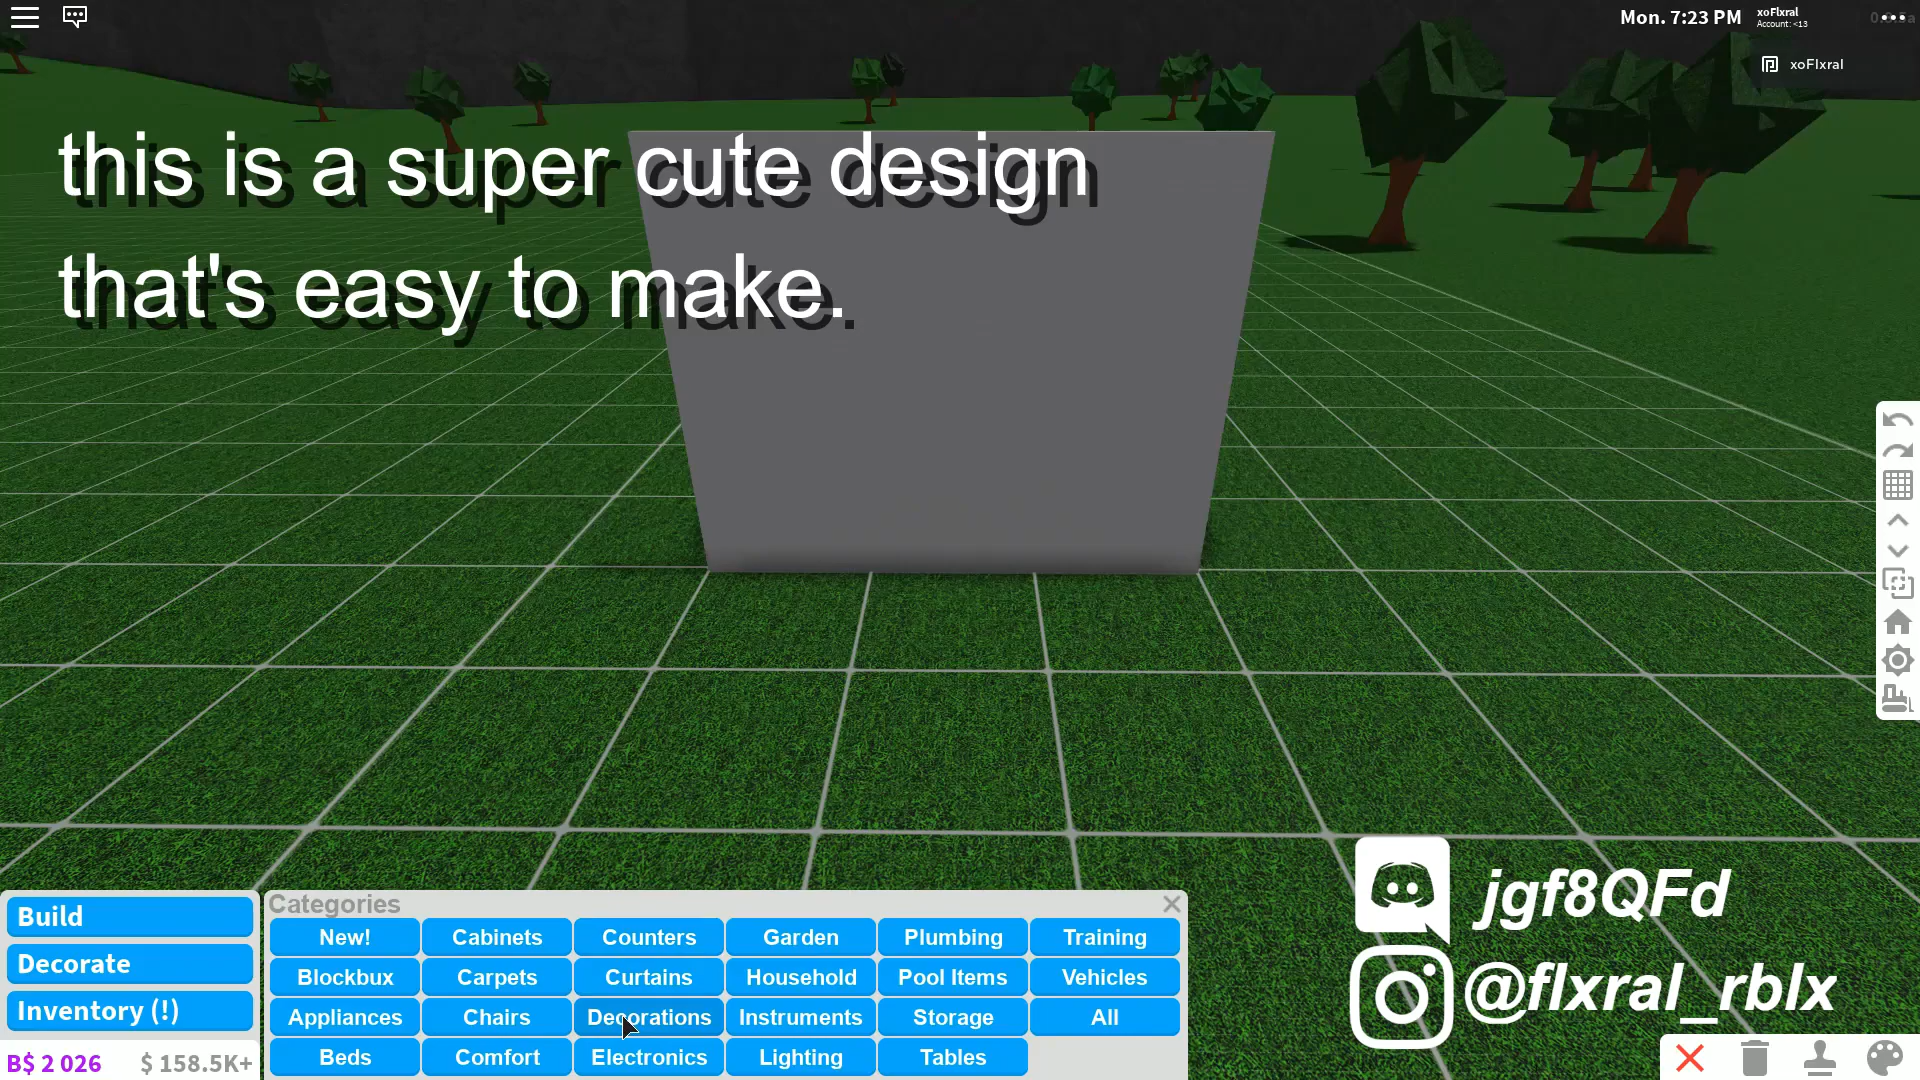 Mon. 7:23 PM
xoFlxral
Account: <13
xoFlxral
this is a super cute design
that's easy to make.
Build
Decorate
Inventory (!)
B$ 2 026
$ 158.5K+
Categories
New!
Cabinets
Counters
Garden
Plumbing
Training
Blockbux
Carpets
Curtains
Household
Pool Items
Vehicles
Appliances
Chairs
Decorations
Instruments
Storage
All
Beds
Comfort
Electronics
Lighting
Tables
jgf8QFd
@flxral_rblx